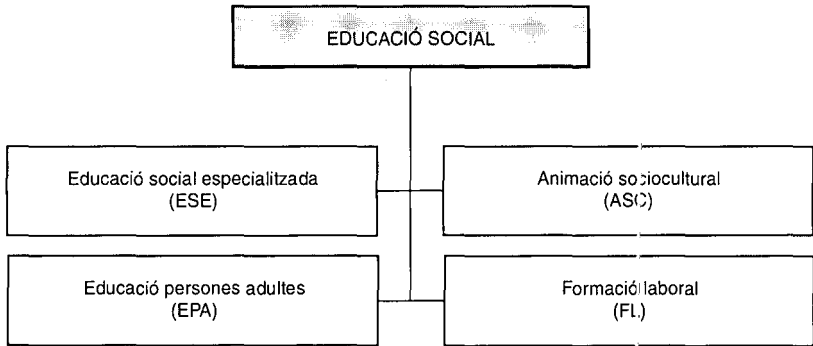 EDUCACIÓ SOCIAL
Educació social especialitzada
(ESE)
Animació sociocultural
(ASC)
Educació persones adultes
(EPA)
Formació laboral
(FL)